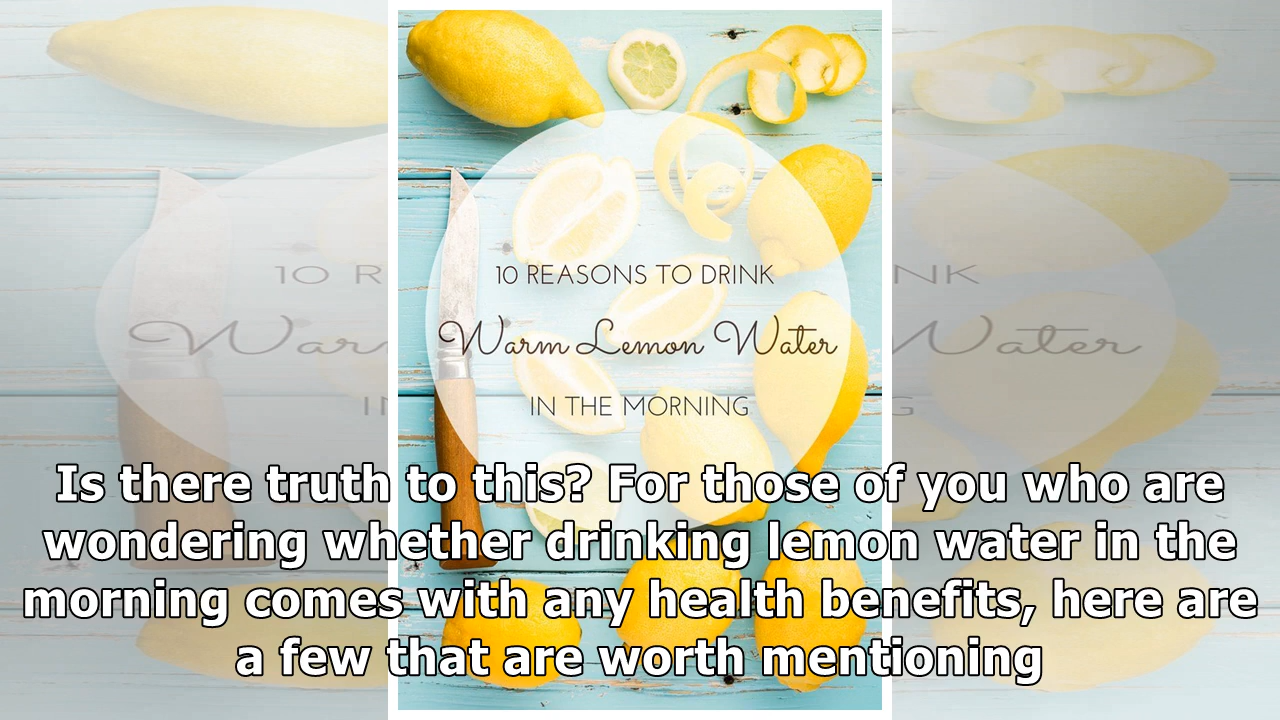 10 REASONS TO DRINK
Warm Lemon Water
IN THE MORNING
Is there truth to this? For those of you who are
wondering whether drinking lemon water in the
morning comes with any health benefits, here are
a few that are worth mentioning